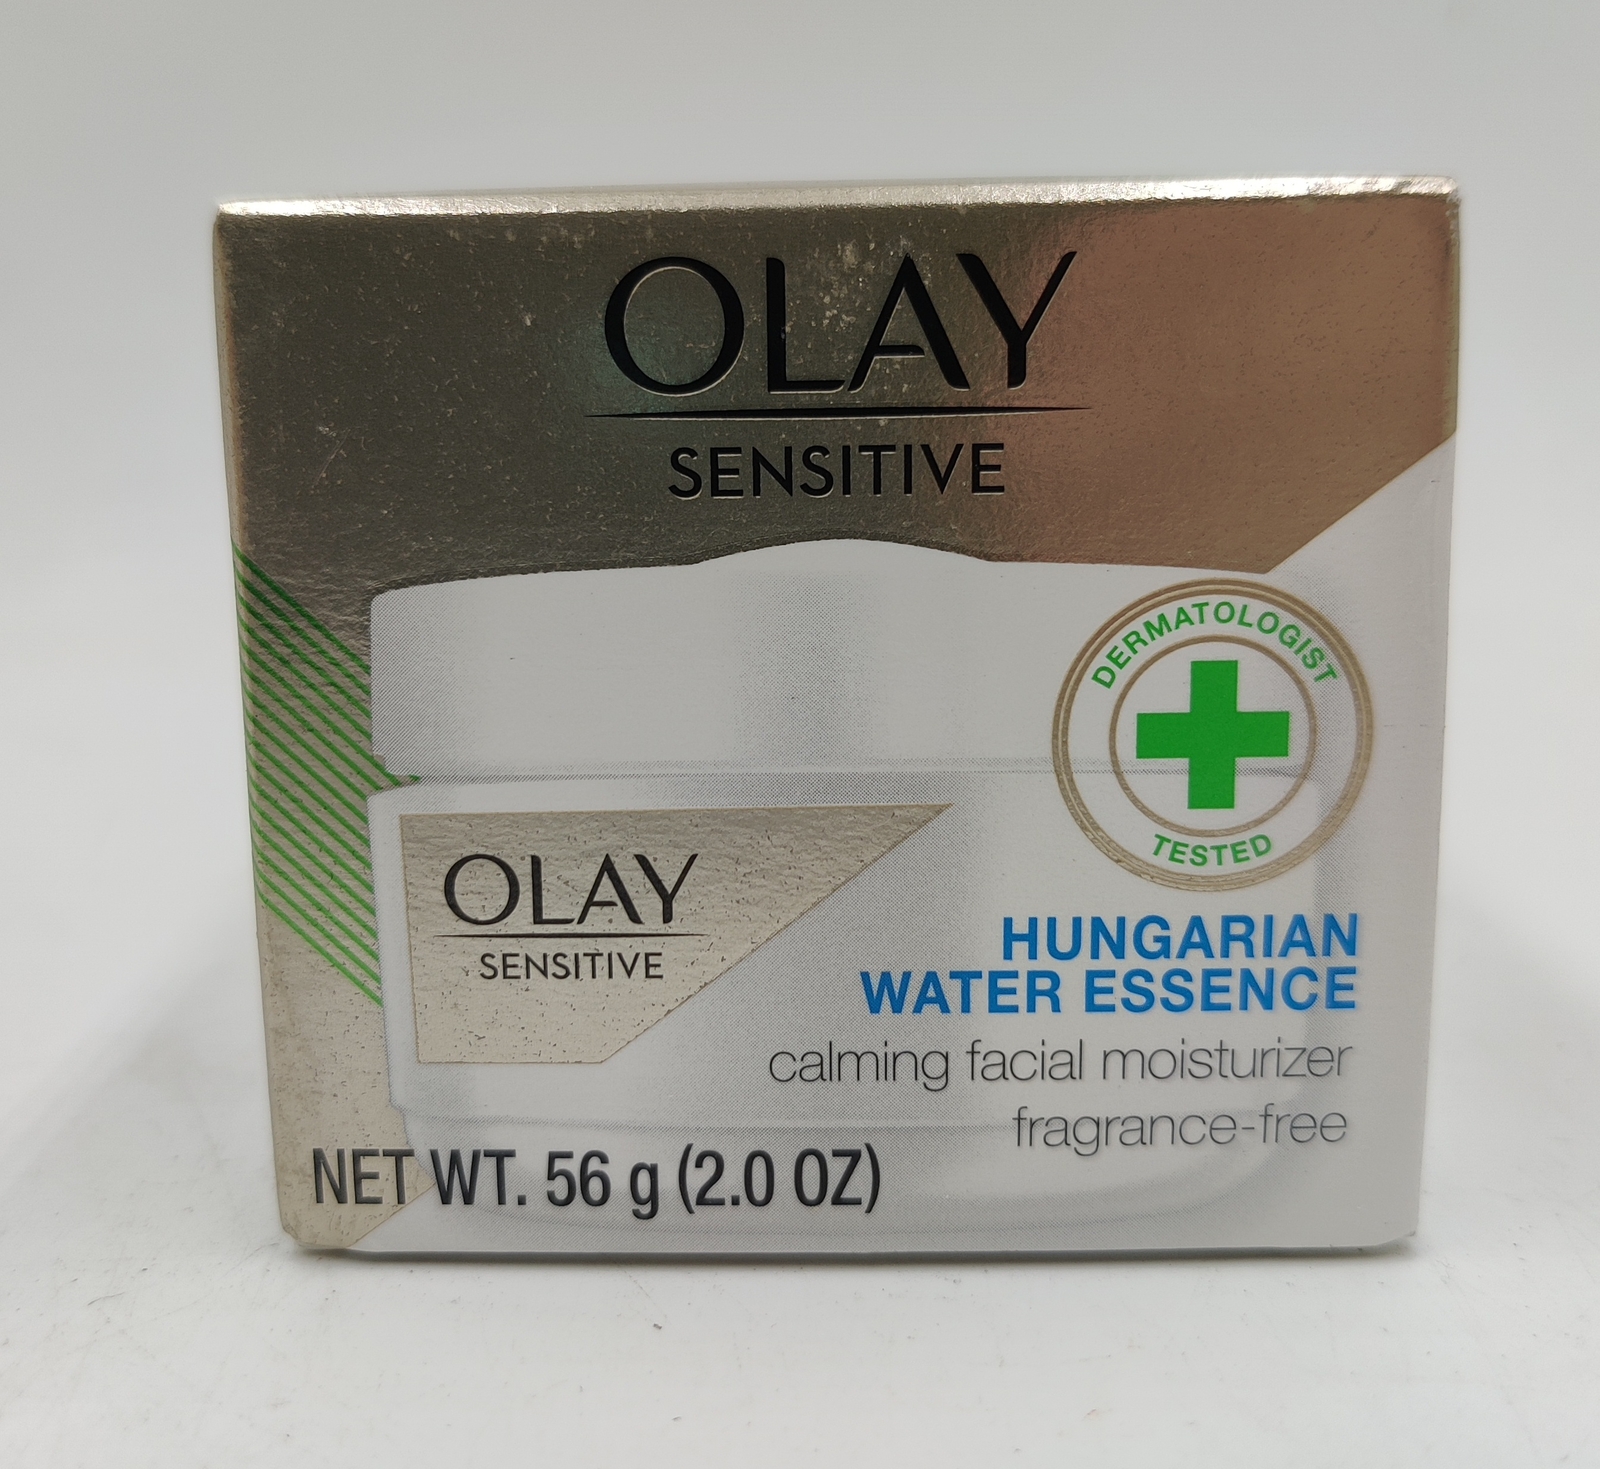 OLAY
SENSITIVE
DERMATOLOGIST
TESTED
OLAY
SENSITIVE
HUNGARIAN
WATER ESSENCE
calming facial moisturizer
fragrance-free
NET WT. 56 g (2.0 OZ)